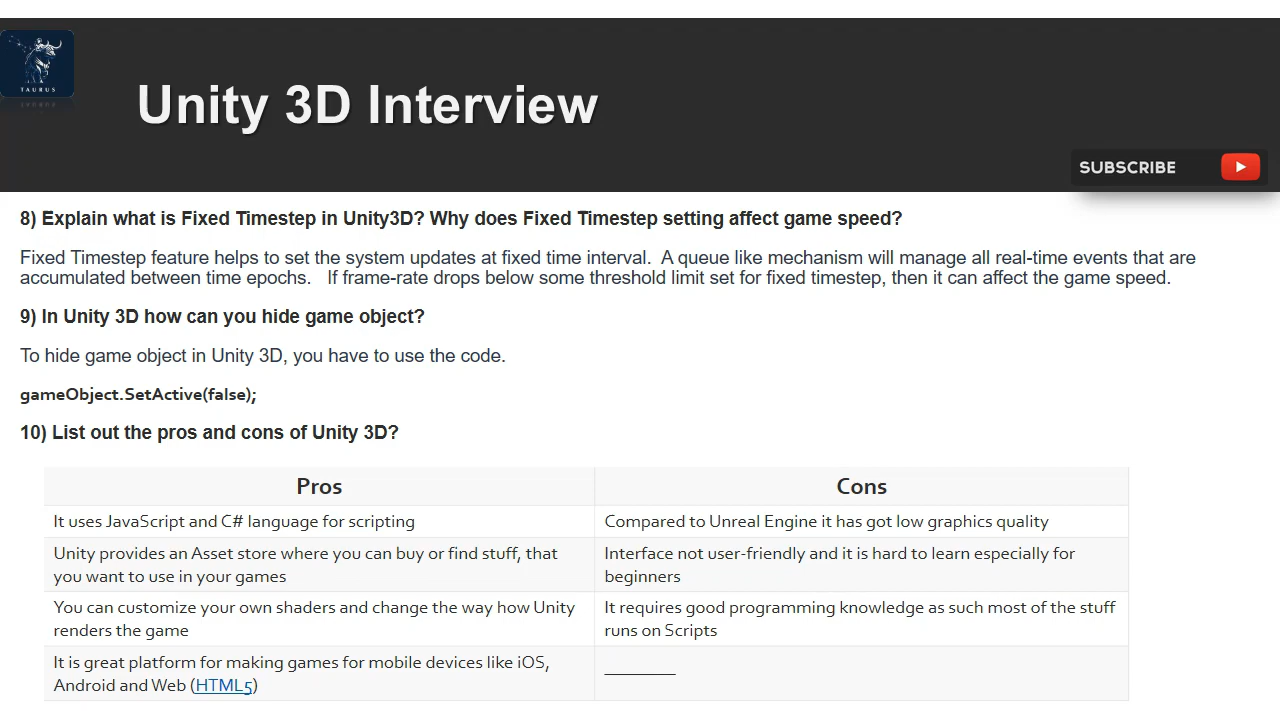 TAURUS
Unity 3D Interview
SUBSCRIBE
8) Explain what is Fixed Timestep in Unity3D? Why does Fixed Timestep setting affect game speed?
Fixed Timestep feature helps to set the system updates at fixed time interval.  A queue like mechanism will manage all real-time events that are
accumulated between time epochs.   If frame-rate drops below some threshold limit set for fixed timestep, then it can affect the game speed.
9) In Unity 3D how can you hide game object?
To hide game object in Unity 3D, you have to use the code.
gameObject.SetActive(false);
10) List out the pros and cons of Unity 3D?
Pros
Cons
It uses JavaScript and C# language for scripting
Compared to Unreal Engine it has got low graphics quality
Unity provides an Asset store where you can buy or find stuff, that
you want to use in your games
Interface not user-friendly and it is hard to learn especially for
beginners
You can customize your own shaders and change the way how Unity
renders the game
It requires good programming knowledge as such most of the stuff
runs on Scripts
It is great platform for making games for mobile devices like iOS,
Android and Web (HTML5)